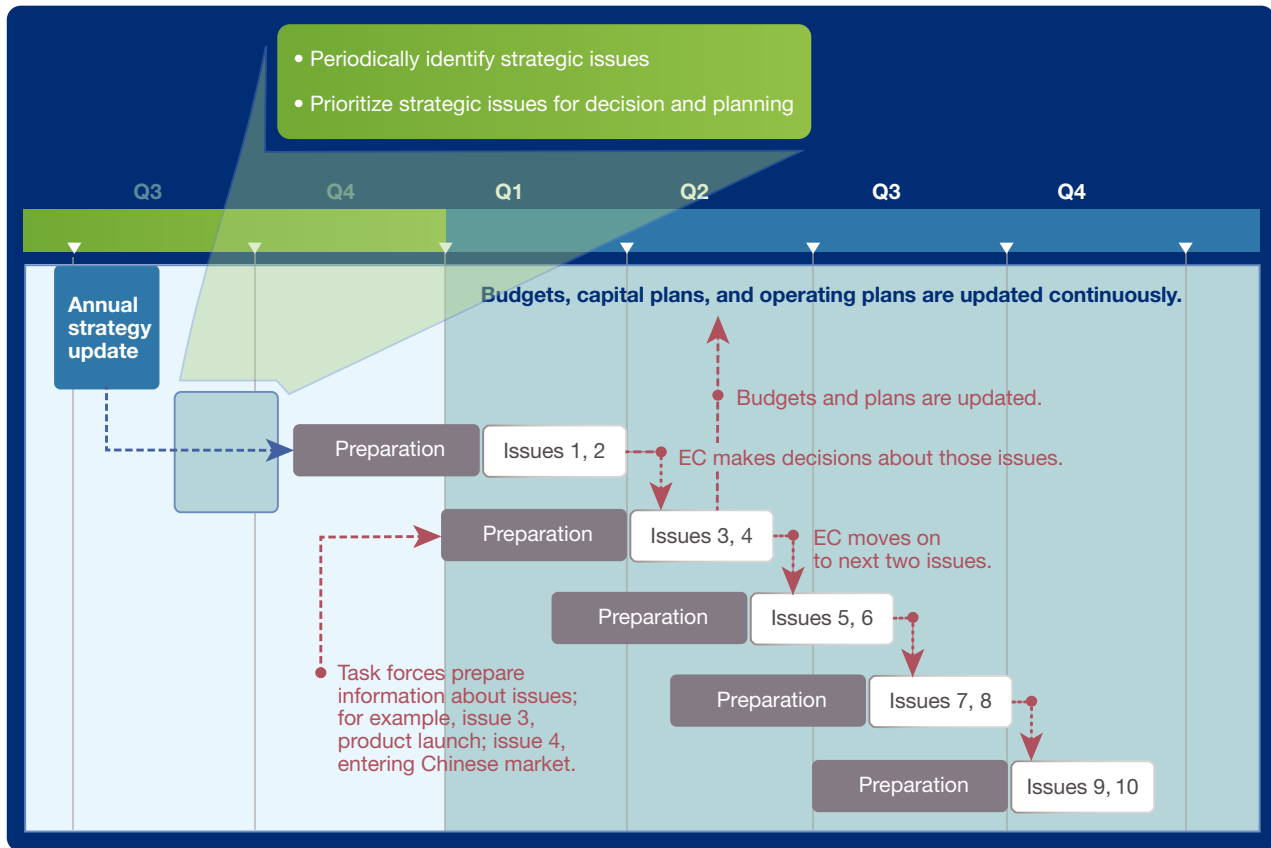 • Periodically identify strategic issues
• Prioritize strategic issues for decision and planning
Q3 Q4 Q1 Q2 Q3 Q4
Annual
strategy
update
Budgets, capital plans, and operating plans are updated continuously.
Budgets and plans are updated.
Preparation
Issues 1, 2
EC makes decisions about those issues.
Preparation
Issues 3, 4
EC moves on
to next two issues.
Preparation
Issues 5, 6
Task forces prepare
information about issues;
for example, issue 3,
product launch; issue 4,
entering Chinese market.
Preparation
Issues 7, 8
Preparation
Issues 9, 10